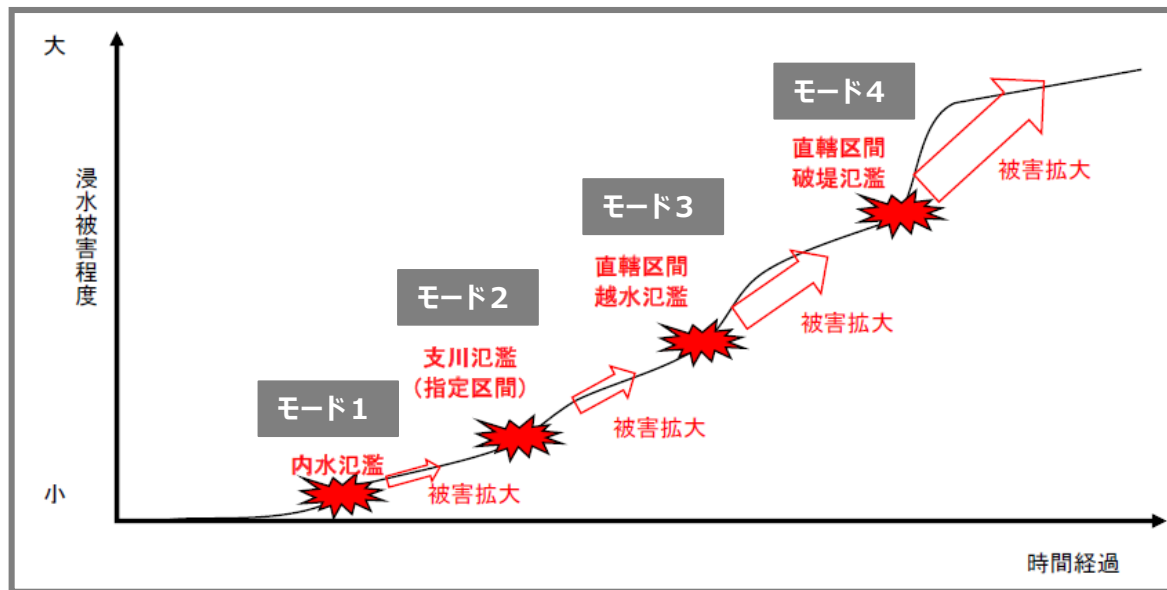 大
浸水被害程度
小
モード１
内水氾濫
被害拡大
モード２
支川氾濫
（指定区間）
被害拡大
モード３
直轄区間
越水氾濫
被害拡大
モード４
直轄区間
破堤氾濫
被害拡大
時間経過